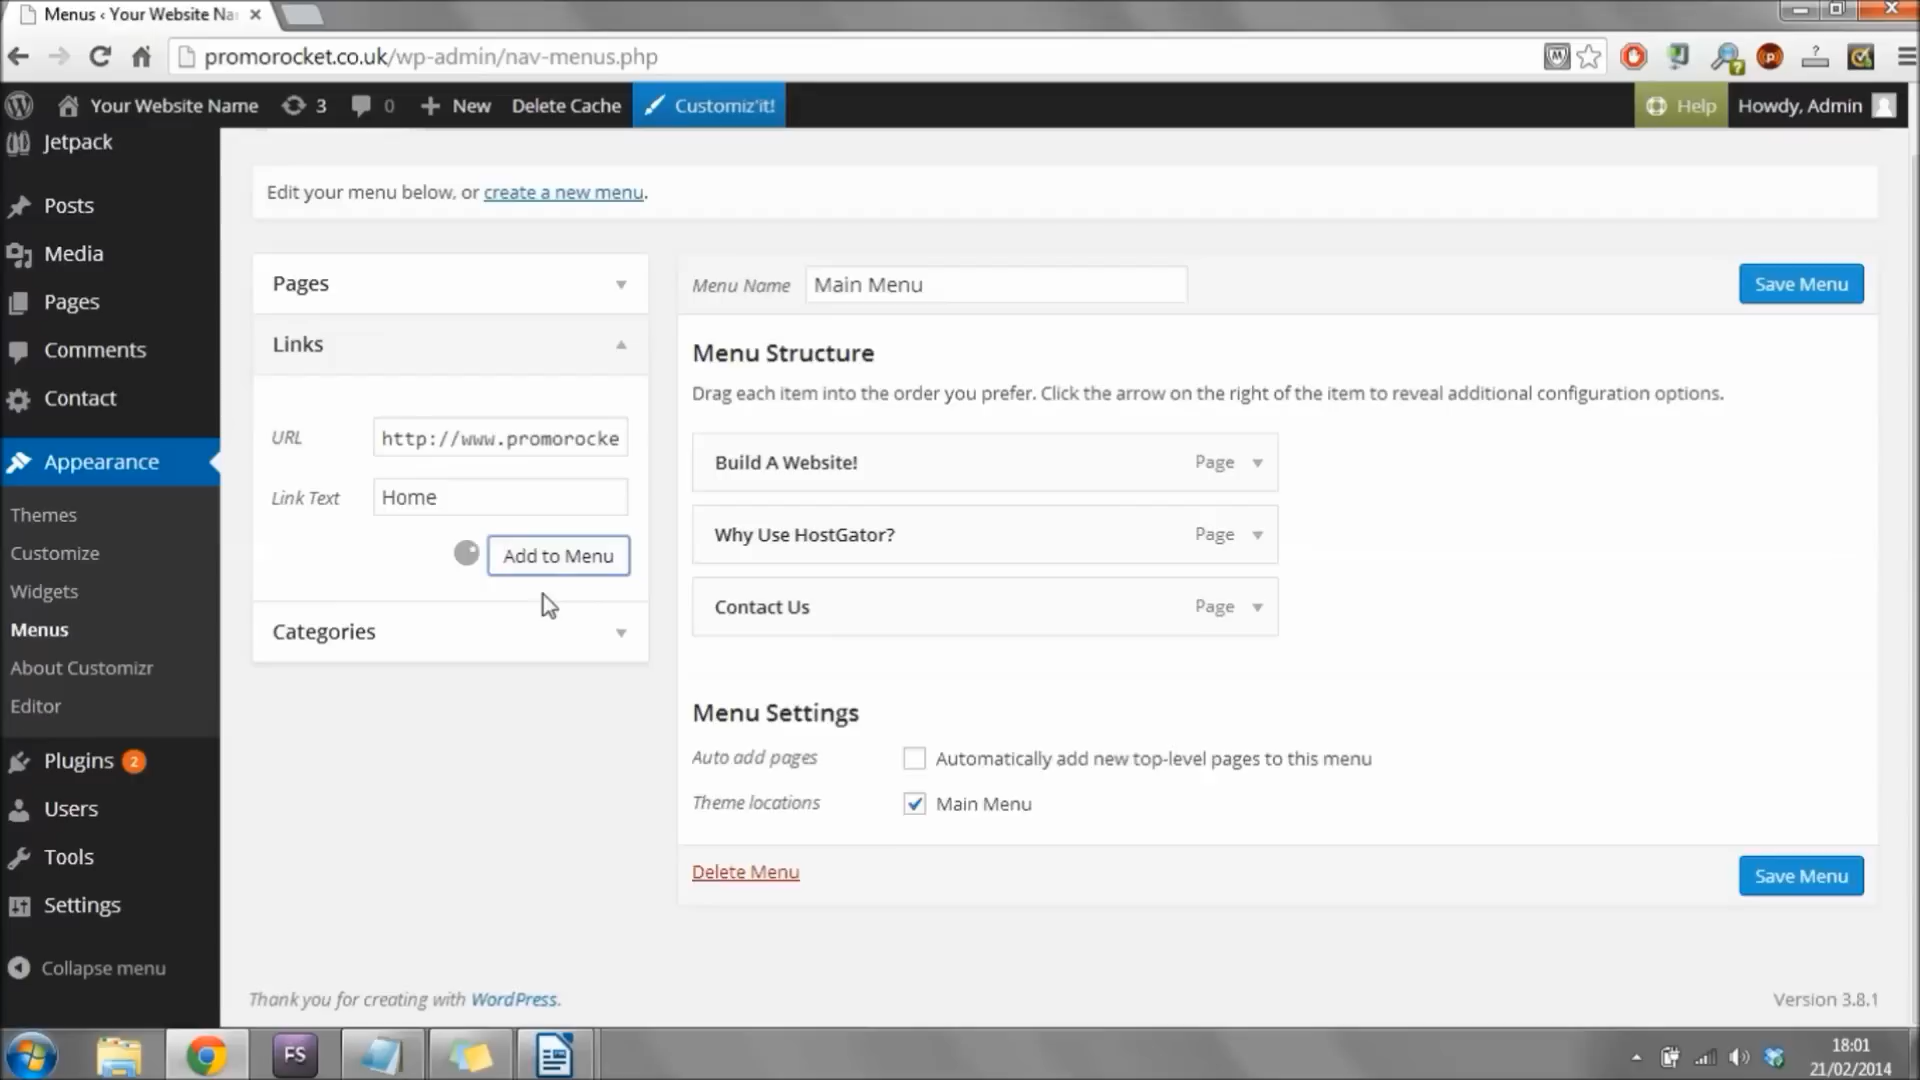 Menus ‹ Your Website Na
promorocket.co.uk/wp-admin/nav-menus.php
Your Website Name 3 0 New Delete Cache Customiz'it! Help Howdy, Admin
Jetpack
Posts
Media
Pages
Comments
Contact
Appearance
Themes
Customize
Widgets
Menus
About Customizr
Editor
Plugins 2
Users
Tools
Settings
Collapse menu
Edit your menu below, or create a new menu.
Pages
Links
URL http://www.promorocke
Link Text Home
Add to Menu
Categories
Menu Name Main Menu Save Menu
Menu Structure
Drag each item into the order you prefer. Click the arrow on the right of the item to reveal additional configuration options.
Build A Website! Page
Why Use HostGator? Page
Contact Us Page
Menu Settings
Auto add pages Automatically add new top-level pages to this menu
Theme locations Main Menu
Delete Menu Save Menu
Thank you for creating with WordPress. Version 3.8.1
FS
18:01
21/02/2014